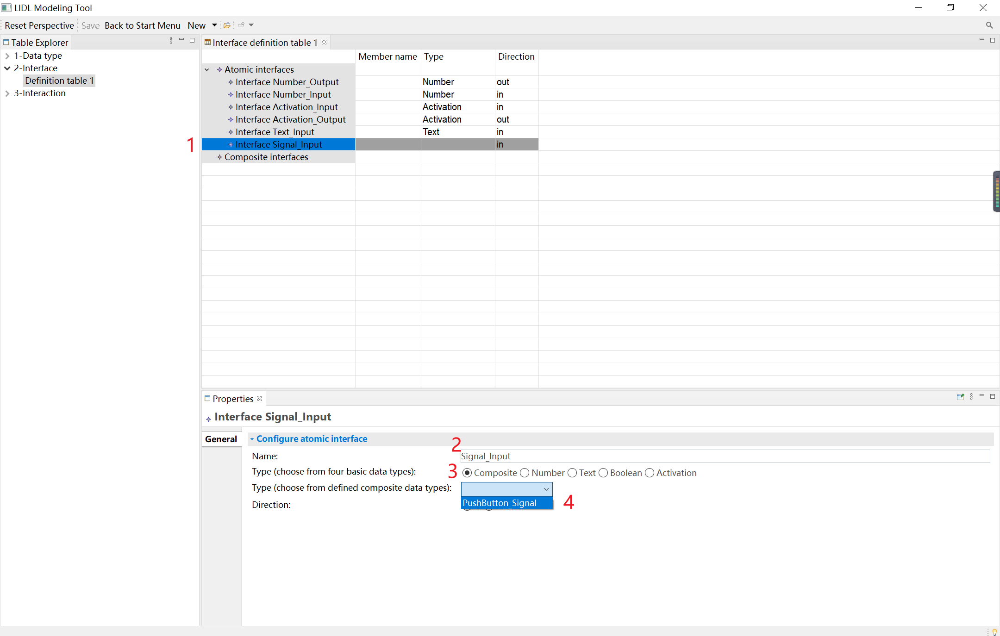 LIDL Modeling Tool
Reset Perspective Save Back to Start Menu New
Table Explorer
1-Data type
2-Interface
Definition table 1
3-Interaction
Interface definition table 1
Member name Type Direction
Atomic interfaces
Interface Number_Output Number out
Interface Number_Input Number in
Interface Activation_Input Activation in
Interface Activation_Output Activation out
Interface Text_Input Text in
1 Interface Signal_Input in
Composite interfaces
Properties
Interface Signal_Input
General
Configure atomic interface
2
Name: Signal_Input
Type (choose from four basic data types): 3 Composite Number Text Boolean Activation
Type (choose from defined composite data types):
PushButton_Signal 4
Direction: